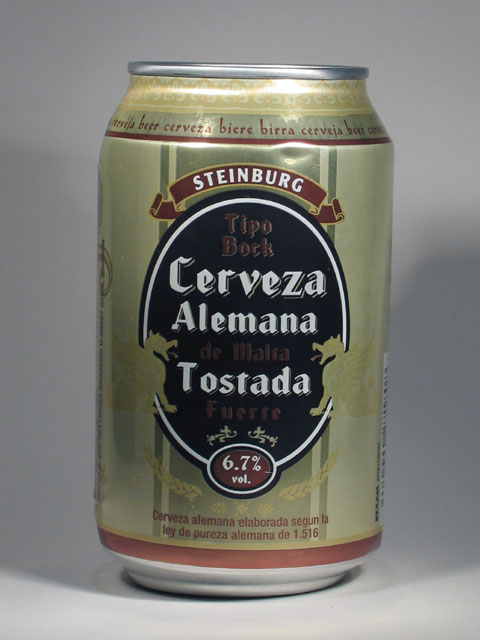 cerveja beer cerveza biere birra cerveja beer cerve
STEINBURG
Tipo
Bock
Cerveza
Alemana
de Malta
Tostada
Fuerte
6.7%
vol.
Cerveza alemana elaborada segun la
ley de pureza alemana de 1.516